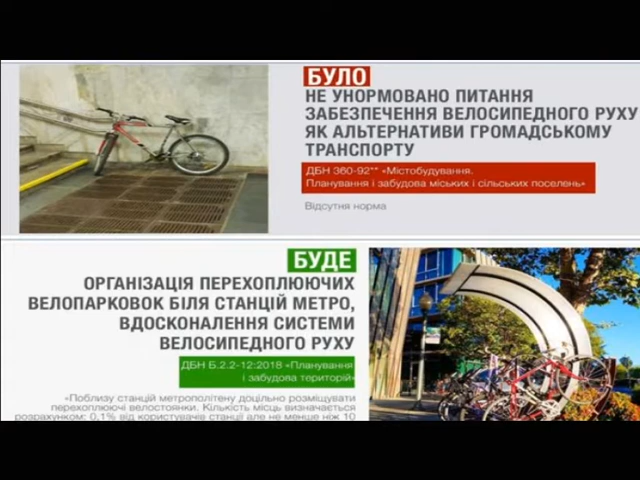 БУЛО
НЕ УНОРМОВАНО ПИТАННЯ
ЗАБЕЗПЕЧЕННЯ ВЕЛОСИПЕДНОГО РУХУ
ЯК АЛЬТЕРНАТИВИ ГРОМАДСЬКОМУ
ТРАНСПОРТУ
ДБН 360-92** «Містобудування.
Планування і забудова міських і сільських поселень»
Відсутня норма
БУДЕ
ОРГАНІЗАЦІЯ ПЕРЕХОПЛЮЮЧИХ
ВЕЛОПАРКОВОК БІЛЯ СТАНЦІЙ МЕТРО,
ВДОСКОНАЛЕННЯ СИСТЕМИ
ВЕЛОСИПЕДНОГО РУХУ
ДБН Б.2.2-12:2018 «Планування
і забудова територій»
«Поблизу станцій метрополітену доцільно розміщувати
перехоплюючі велостоянки. Кількість місць визначається
розрахунком: 0,1% від користувачів станції але не менше ніж 10